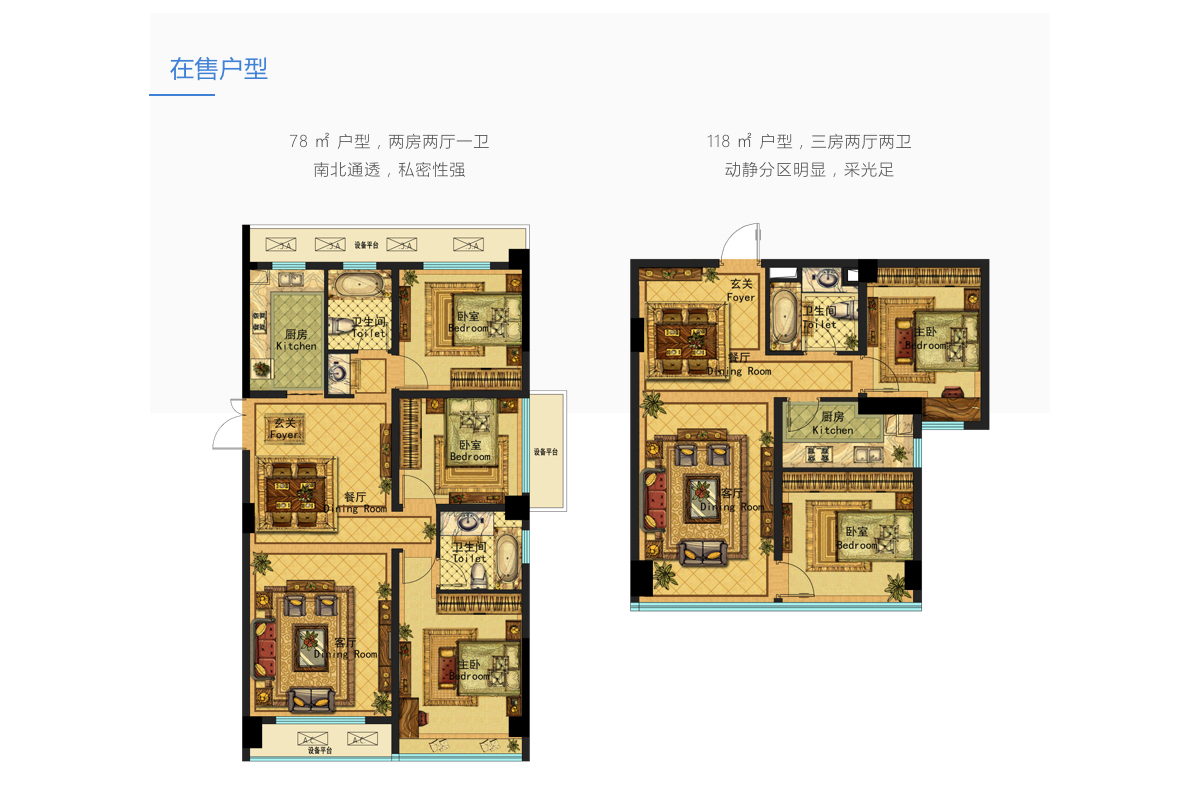 在售户型
78 ㎡ 户型，两房两厅一卫
南北通透，私密性强
118 ㎡ 户型，三房两厅两卫
动静分区明显，采光足
设备平台
厨房
Kitchen
卫生间
Toilet
卧室
Bedroom
玄关
Foyer
卧室
Bedroom
设备平台
餐厅
Dining Room
卫生间
Toilet
客厅
Dining Room
主卧
Bedroom
A.C
A.C
设备平台
玄关
Foyer
卫生间
Toilet
主卧
Bedroom
餐厅
Dining Room
厨房
Kitchen
客厅
Dining Room
卧室
Bedroom